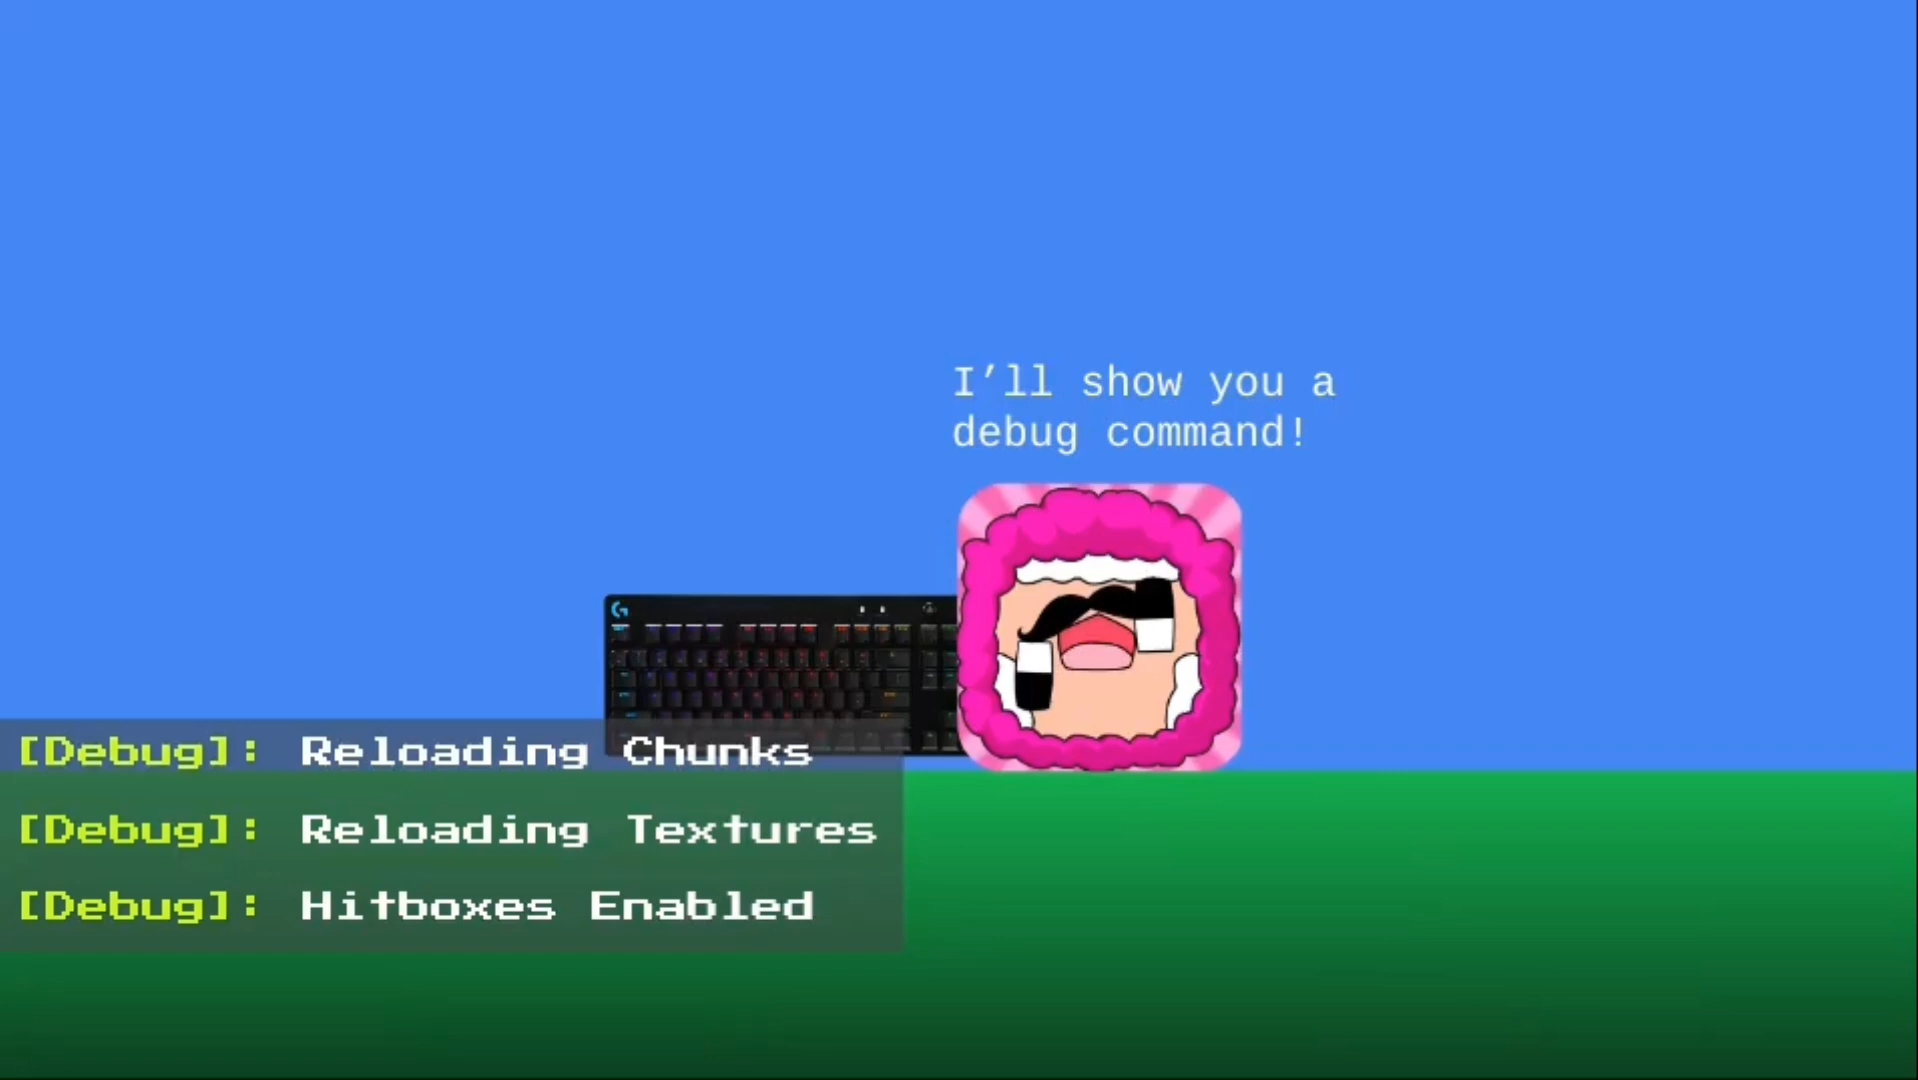 I’ll show you a
debug command!
[Debug]: Reloading Chunks
[Debug]: Reloading Textures
[Debug]: Hitboxes Enabled